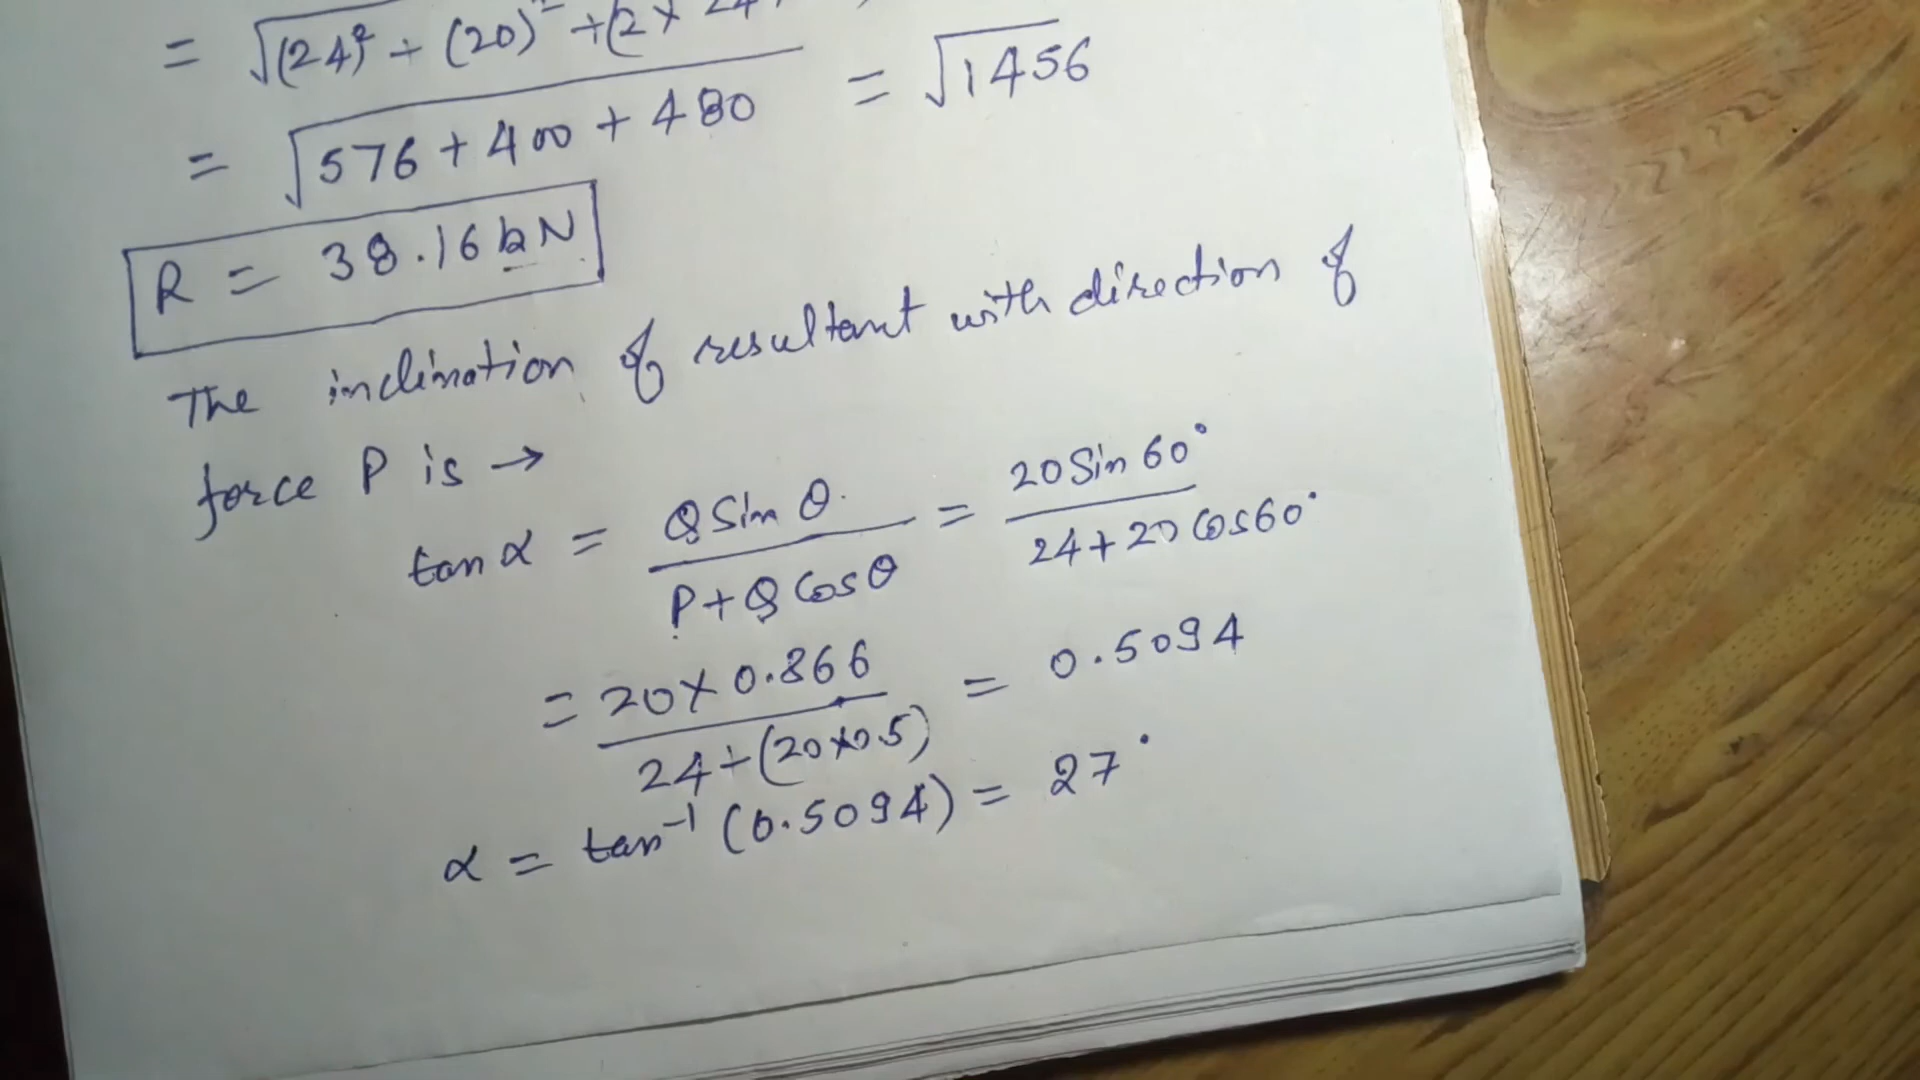 = √(24)² + (20)² + (2 × 24
= √576 + 400 + 480 = √1456
R = 38.16 kN
The inclination of resultant with direction of
force P is →
tan α = Q Sin θ / P + Q Cos θ = 20 Sin 60° / 24 + 20 Cos 60°
= 20 × 0.866 / 24 + (20 × 0.5) = 0.5094
α = tan⁻¹ (0.5094) = 27°